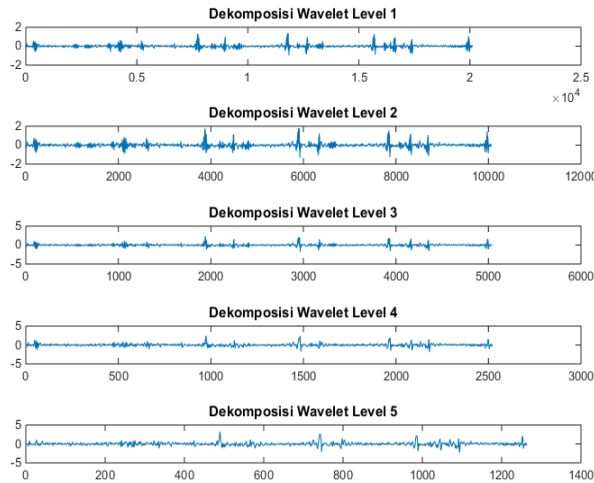 Dekomposisi Wavelet Level 1
2
0
-2
0 0.5 1 1.5 2 2.5
×10^4
Dekomposisi Wavelet Level 2
2
0
-2
0 2000 4000 6000 8000 10000 12000
Dekomposisi Wavelet Level 3
5
0
-5
0 1000 2000 3000 4000 5000 6000
Dekomposisi Wavelet Level 4
5
0
-5
0 500 1000 1500 2000 2500 3000
Dekomposisi Wavelet Level 5
5
0
-5
0 200 400 600 800 1000 1200 1400